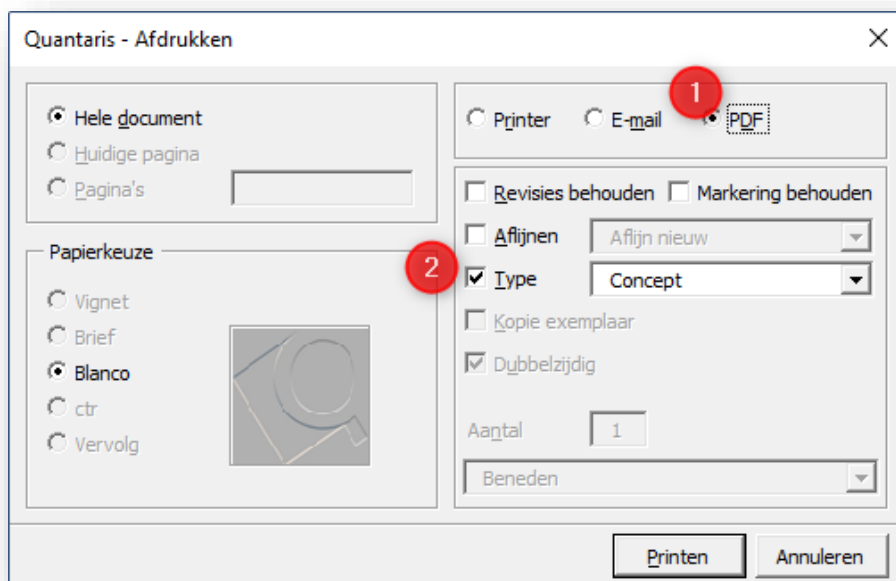 Quantaris - Afdrukken
Hele document
Huidige pagina
Pagina's
Papierkeuze
Vignet
Brief
Blanco
ctr
Vervolg
1
Printer E-mail PDF
Revisies behouden Markering behouden
Aflijnen Aflijn nieuw
2
Type Concept
Kopie exemplaar
Dubbelzijdig
Aantal 1
Beneden
Printen Annuleren